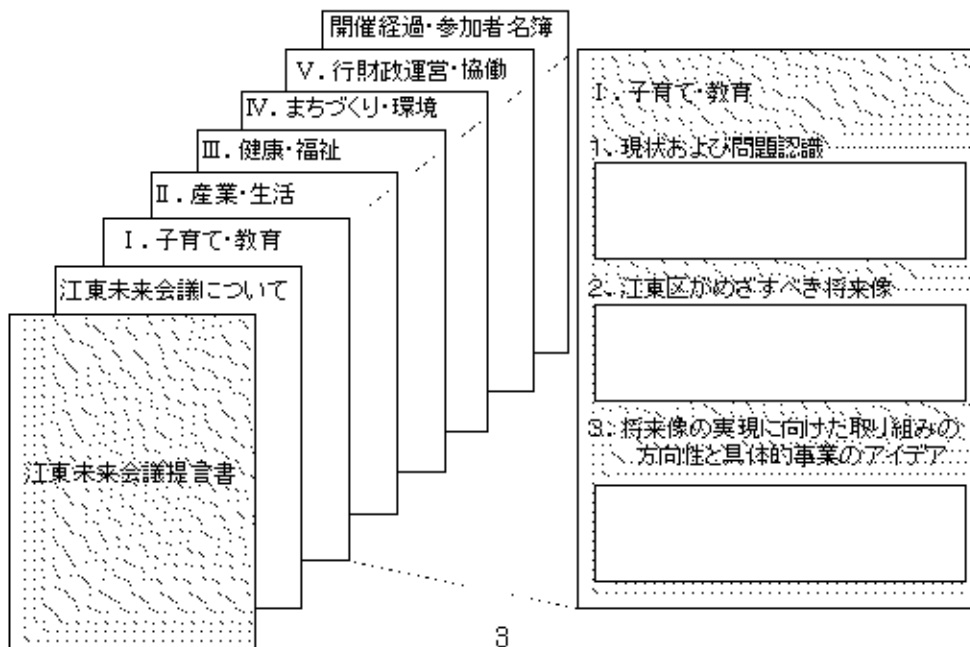 開催経過・参加者名簿
Ⅴ．行財政運営・協働
Ⅳ．まちづくり・環境
Ⅲ．健康・福祉
Ⅱ．産業・生活
Ⅰ．子育て・教育
江東未来会議について
江東未来会議提言書
Ⅰ．子育て・教育
1．現状および問題認識
2．江東区がめざすべき将来像
3．将来像の実現に向けた取り組みの
方向性と具体的事業のアイデア
3